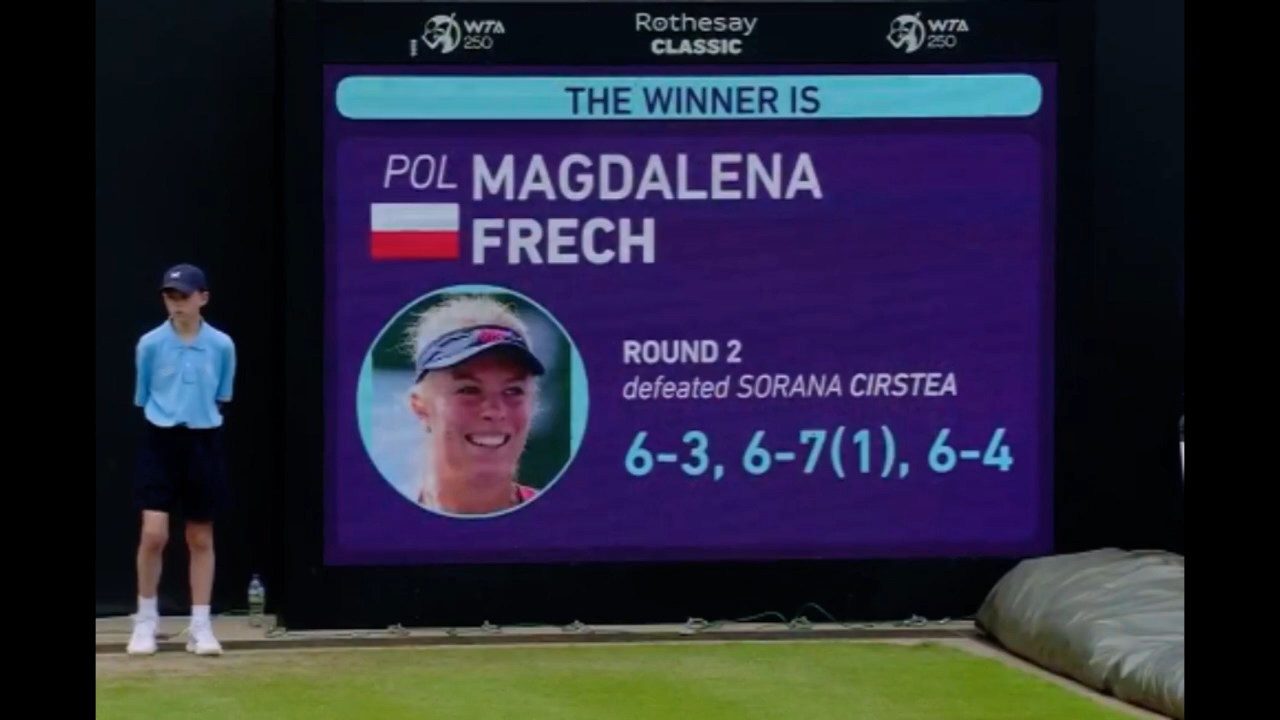 WTA
250
Rothesay
CLASSIC
WTA
250
THE WINNER IS
POL MAGDALENA
FRECH
ROUND 2
defeated SORANA CIRSTEA
6-3, 6-7(1), 6-4